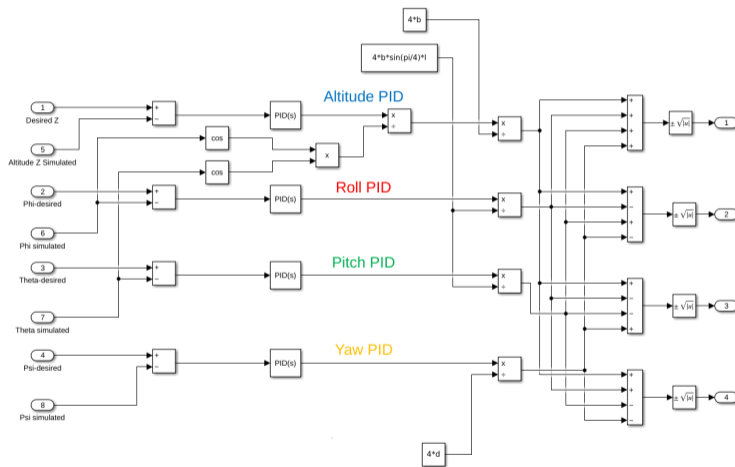 4*b
4*b*sin(pi/4)*l
1
Desired Z
+
−
PID(s)
Altitude PID
x
÷
x
÷
5
Altitude Z Simulated
cos
x
cos
2
Phi-desired
+
−
PID(s)
Roll PID
x
÷
6
Phi simulated
3
Theta-desired
+
−
PID(s)
Pitch PID
x
÷
7
Theta simulated
4
Psi-desired
+
−
PID(s)
Yaw PID
x
÷
8
Psi simulated
4*d
+
+
+
+
± √|u|
1
+
−
+
−
± √|u|
2
+
−
−
+
± √|u|
3
+
+
−
−
± √|u|
4